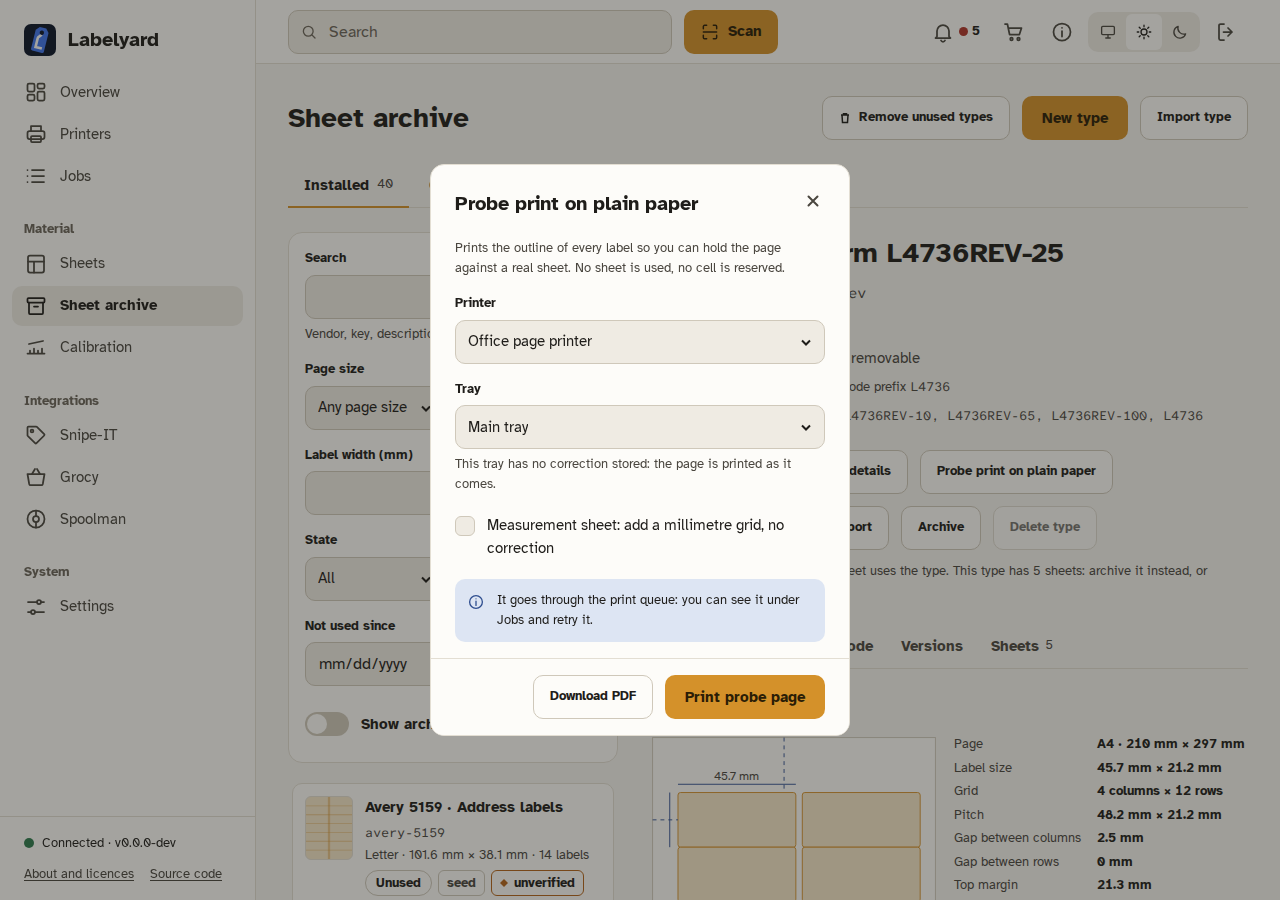 Labelyard
Search
Scan
5
Overview
Printers
Jobs
Material
Sheets
Sheet archive
Calibration
Integrations
Snipe-IT
Grocy
Spoolman
System
Settings
Connected · v0.0.0-dev
About and licences
Source code
Sheet archive
Remove unused types
New type
Import type
Installed 40
Search
Vendor, key,
Page size
Any page size
Label width (mm)
State
All
Not used since
mm/dd/yyyy
Show
Avery 5159 · Address labels
avery-5159
Letter · 101.6 mm × 38.1 mm · 14 labels
Unused
seed
unverified
Probe print on plain paper
Prints the outline of every label so you can hold the page
against a real sheet. No sheet is used, no cell is reserved.
Printer
Office page printer
Tray
Main tray
This tray has no correction stored: the page is printed as it
comes.
Measurement sheet: add a millimetre grid, no
correction
It goes through the print queue: you can see it under
Jobs and retry it.
Download PDF
Print probe page
L4736REV-25
removable
prefix L4736
L4736REV-10, L4736REV-65, L4736REV-100, L4736
details
Probe print on plain paper
Archive
Delete type
uses the type. This type has 5 sheets: archive it instead, or
Versions
Sheets 5
45.7 mm
Page A4 · 210 mm × 297 mm
Label size 45.7 mm × 21.2 mm
Grid 4 columns × 12 rows
Pitch 48.2 mm × 21.2 mm
Gap between columns 2.5 mm
Gap between rows 0 mm
Top margin 21.3 mm